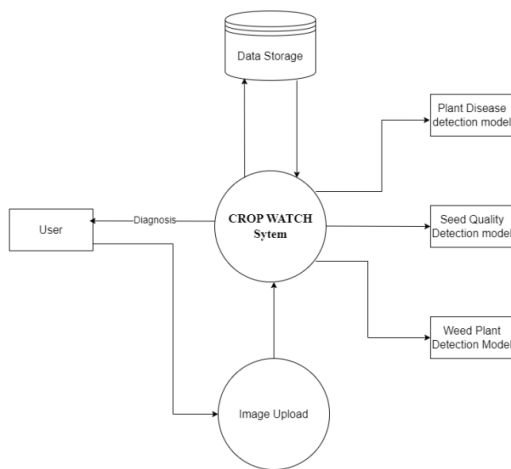 Data Storage
Plant Disease
detection model
CROP WATCH
Sytem
Diagnosis
User
Seed Quality
Detection model
Weed Plant
Detection Model
Image Upload